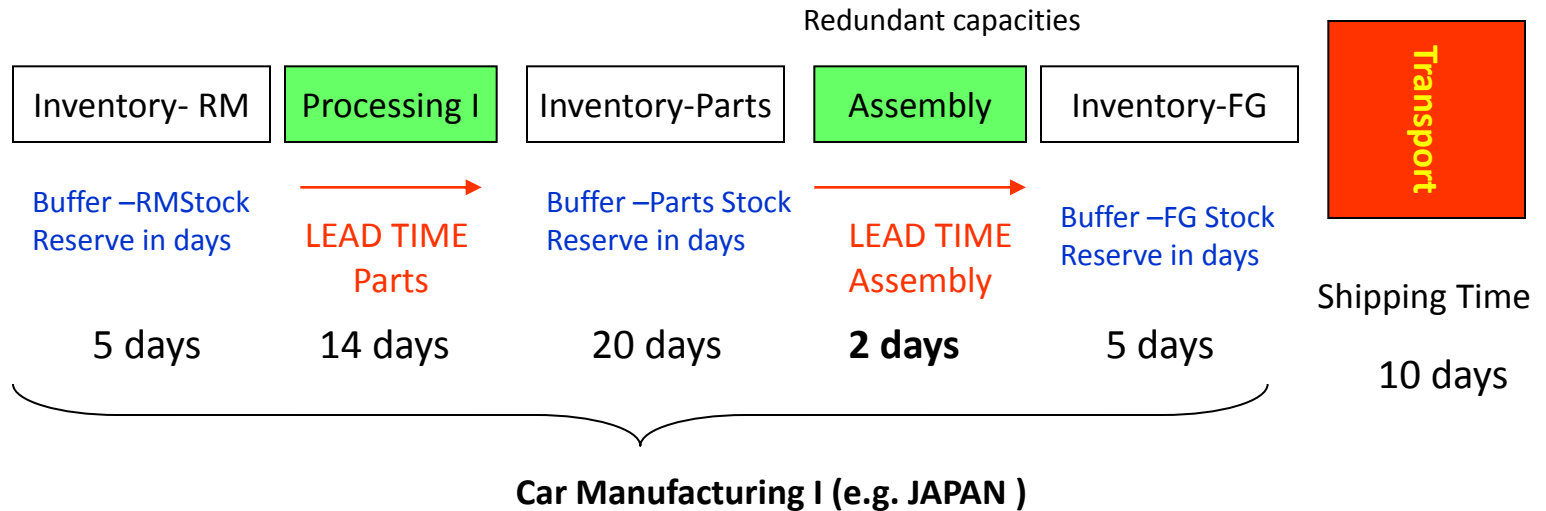 Redundant capacities
Transport
Inventory- RM
Processing I
Inventory-Parts
Assembly
Inventory-FG
Buffer –RMStock
Reserve in days
LEAD TIME
Parts
Buffer –Parts Stock
Reserve in days
LEAD TIME
Assembly
Buffer –FG Stock
Reserve in days
Shipping Time
5 days
14 days
20 days
2 days
5 days
10 days
Car Manufacturing I (e.g. JAPAN )